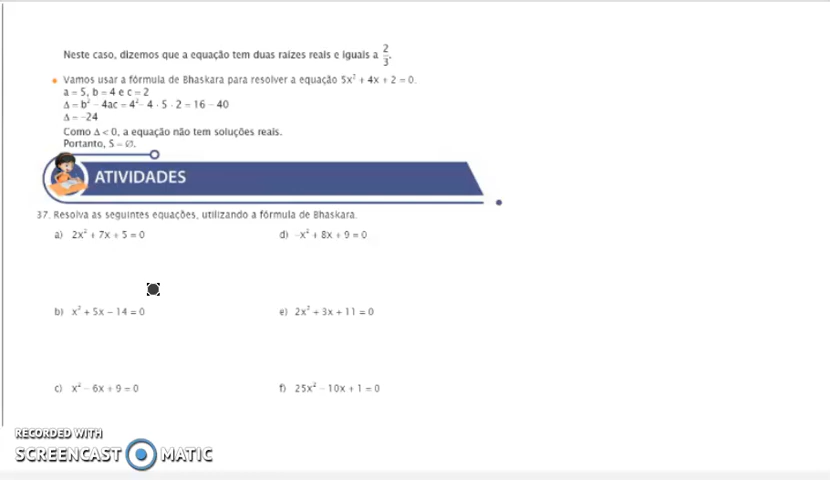 Neste caso, dizemos que a equação tem duas raízes reais e iguais a 2/3.
• Vamos usar a fórmula de Bhaskara para resolver a equação 5x² + 4x + 2 = 0.
a = 5, b = 4 e c = 2
Δ = b² - 4ac = 4² - 4 · 5 · 2 = 16 - 40
Δ = -24
Como Δ < 0, a equação não tem soluções reais.
Portanto, S = ∅.
ATIVIDADES
37. Resolva as seguintes equações, utilizando a fórmula de Bhaskara.
a) 2x² + 7x + 5 = 0
d) -x² + 8x + 9 = 0
b) x² + 5x - 14 = 0
e) 2x² + 3x + 11 = 0
c) x² - 6x + 9 = 0
f) 25x² - 10x + 1 = 0
RECORDED WITH
SCREENCAST MATIC